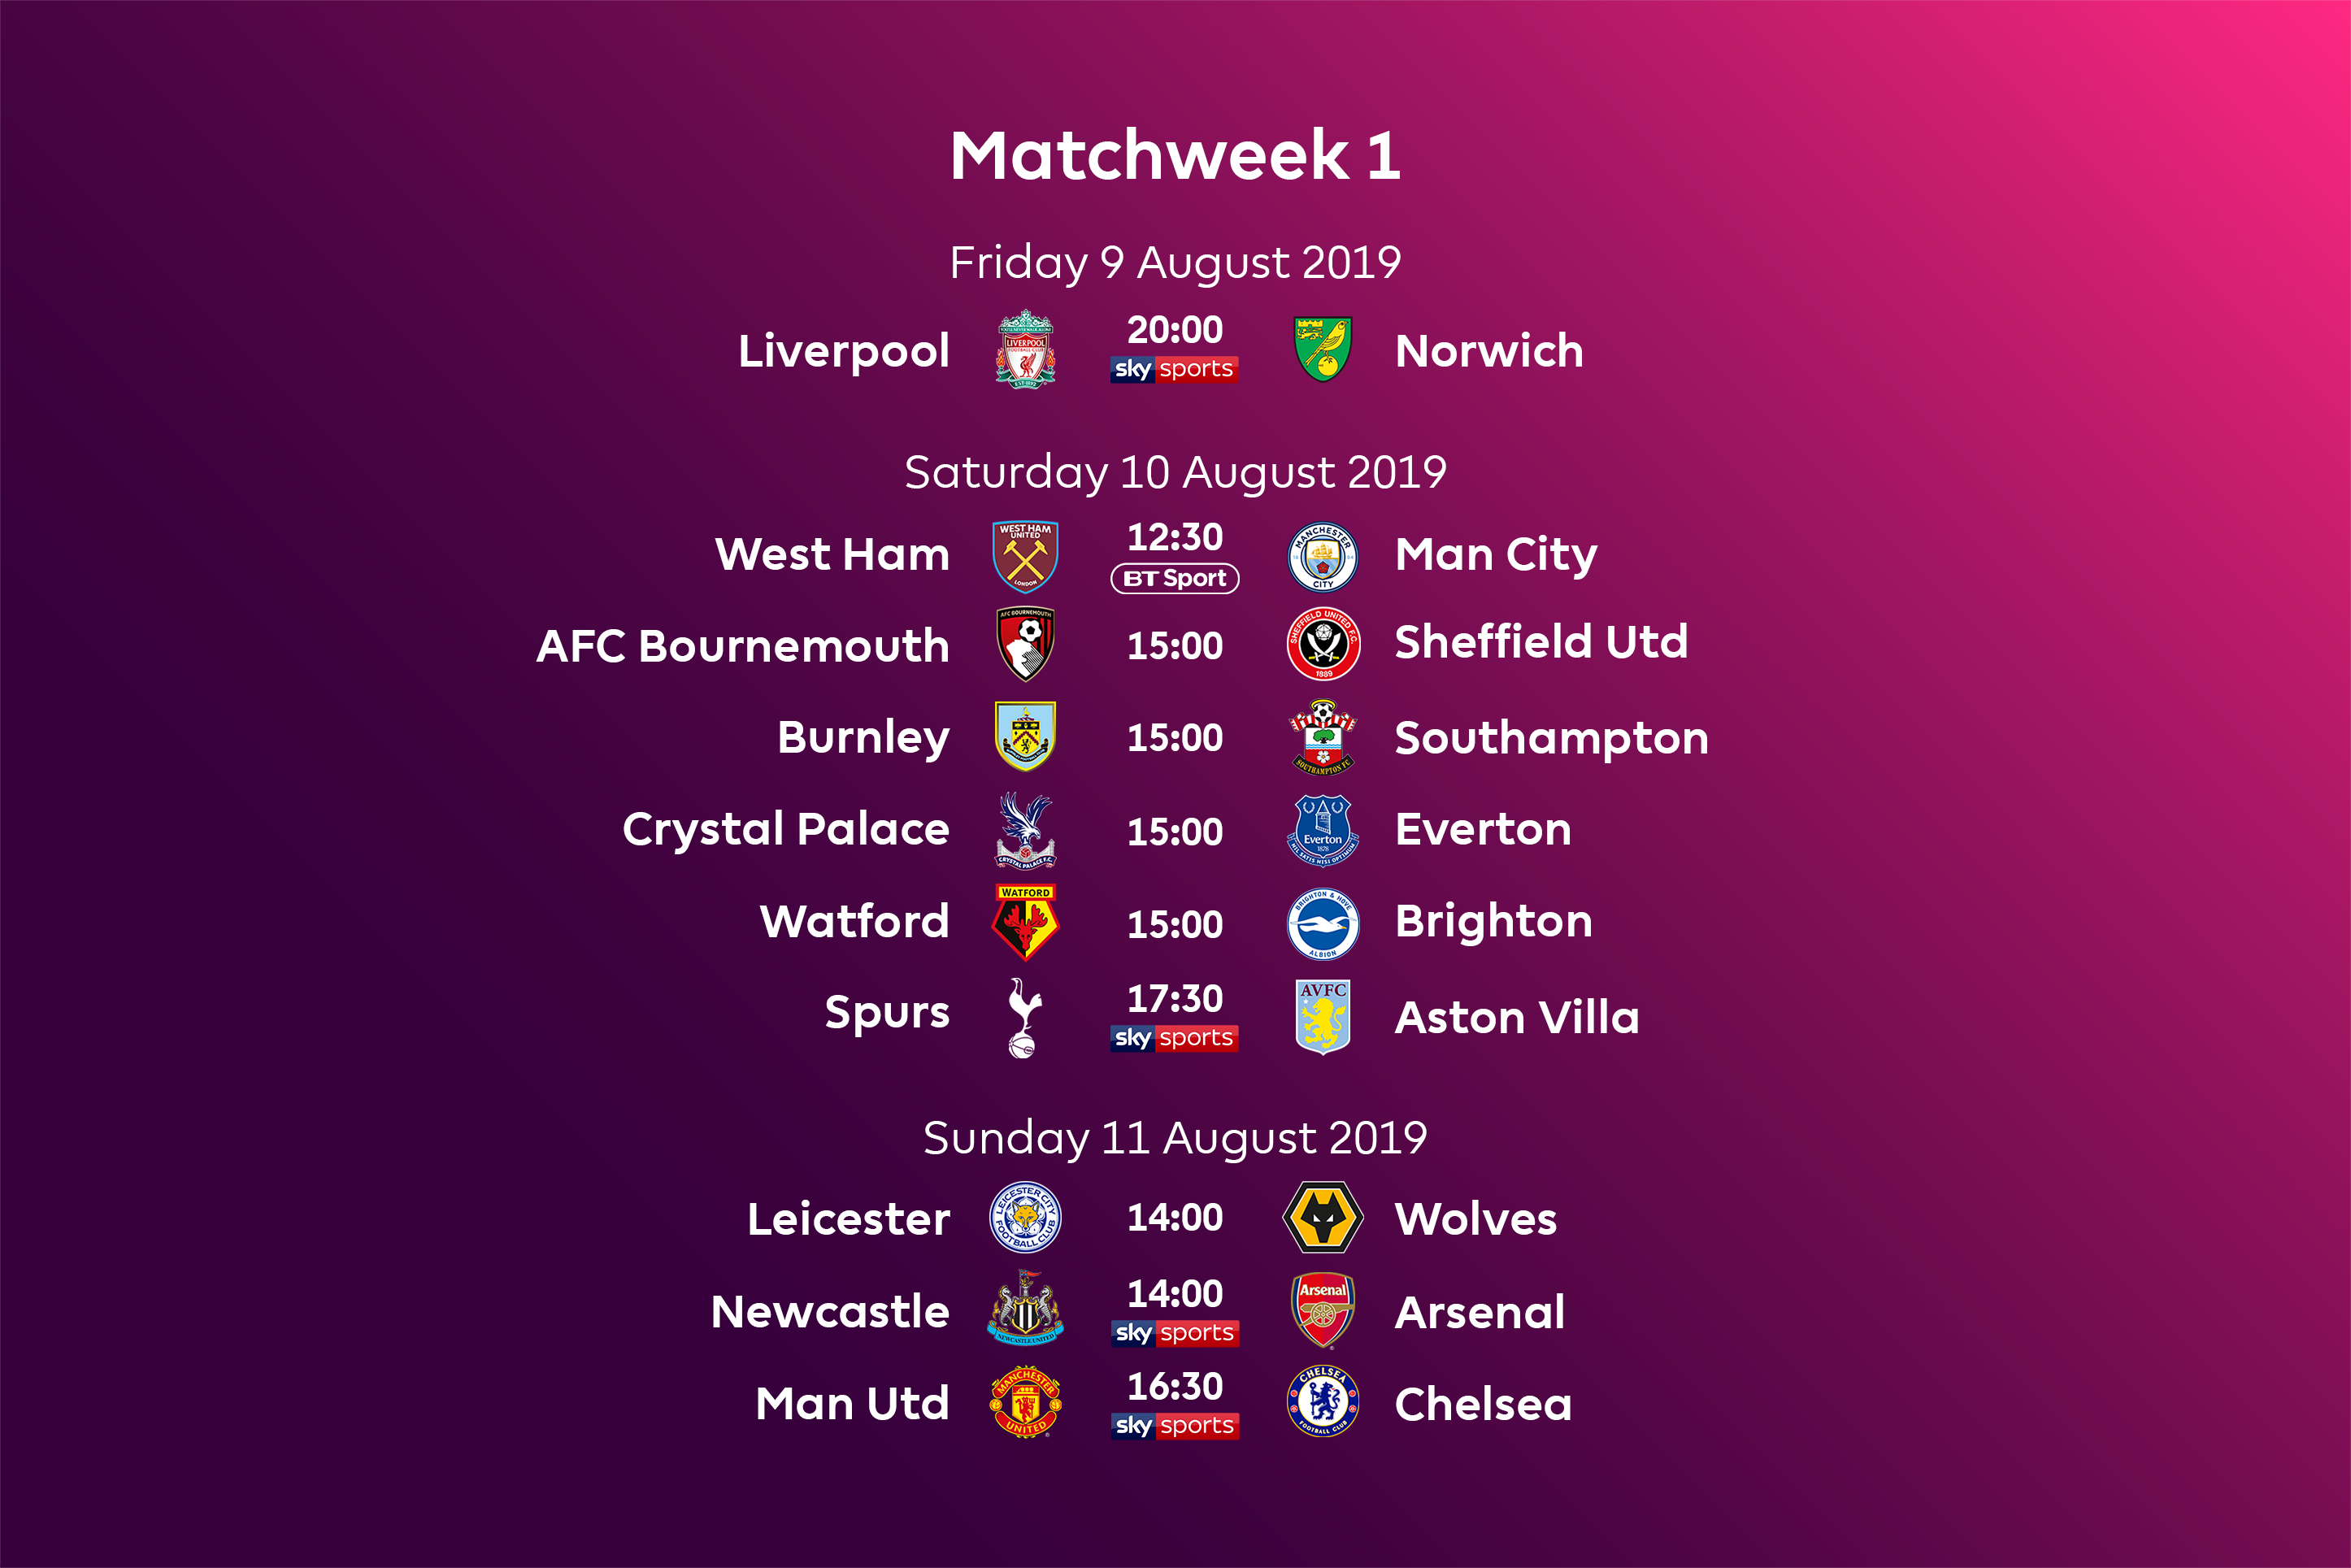 Matchweek 1
Friday 9 August 2019
Liverpool 20:00 Norwich
sky sports
Saturday 10 August 2019
West Ham 12:30 Man City
BT Sport
AFC Bournemouth 15:00 Sheffield Utd
Burnley 15:00 Southampton
Crystal Palace 15:00 Everton
Watford 15:00 Brighton
Spurs 17:30 Aston Villa
sky sports
Sunday 11 August 2019
Leicester 14:00 Wolves
Newcastle 14:00 Arsenal
sky sports
Man Utd 16:30 Chelsea
sky sports